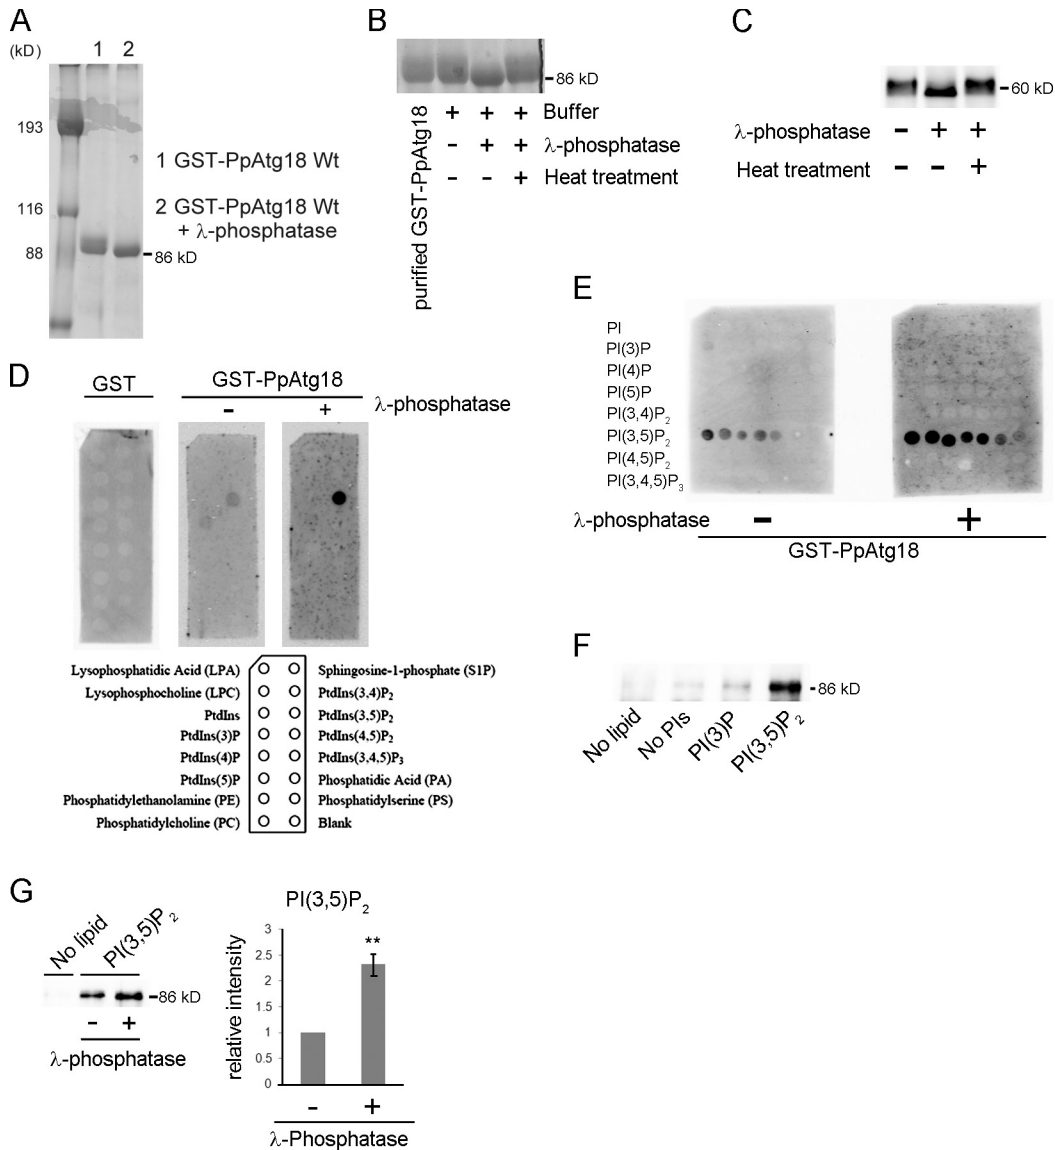 A
(kD)
1 2
193
116
88
86 kD
1 GST-PpAtg18 Wt
2 GST-PpAtg18 Wt
+ λ-phosphatase
B
86 kD
purified GST-PpAtg18
+ + + Buffer
- + + λ-phosphatase
- - + Heat treatment
C
60 kD
λ-phosphatase - + +
Heat treatment - - +
D
GST
GST-PpAtg18
- + λ-phosphatase
Lysophosphatidic Acid (LPA)
Sphingosine-1-phosphate (S1P)
Lysophosphocholine (LPC)
PtdIns(3,4)P2
PtdIns
PtdIns(3,5)P2
PtdIns(3)P
PtdIns(4,5)P2
PtdIns(4)P
PtdIns(3,4,5)P3
PtdIns(5)P
Phosphatidic Acid (PA)
Phosphatidylethanolamine (PE)
Phosphatidylserine (PS)
Phosphatidylcholine (PC)
Blank
E
PI
PI(3)P
PI(4)P
PI(5)P
PI(3,4)P2
PI(3,5)P2
PI(4,5)P2
PI(3,4,5)P3
λ-phosphatase - +
GST-PpAtg18
F
86 kD
No lipid
No PIs
PI(3)P
PI(3,5)P2
G
No lipid
PI(3,5)P2
86 kD
- +
λ-phosphatase
PI(3,5)P2
relative intensity
3
2.5
2
1.5
1
0.5
0
**
- +
λ-Phosphatase